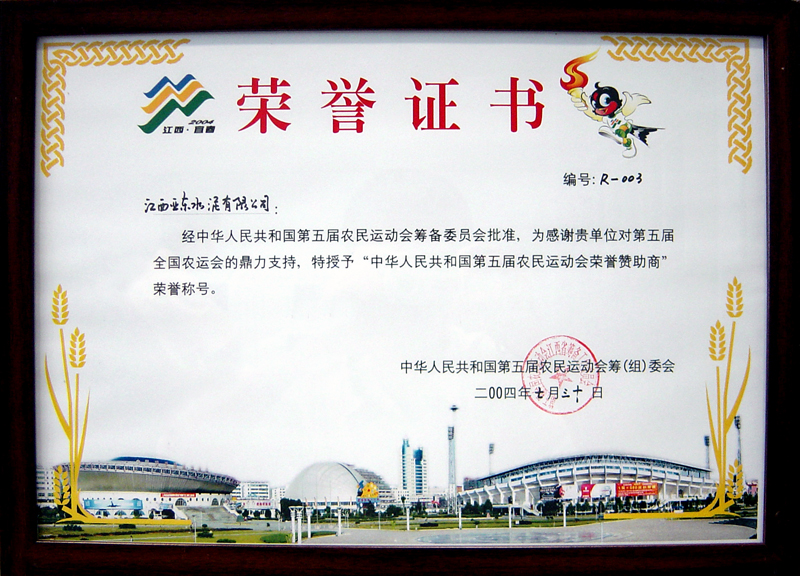 荣誉证书
2004
江西·宜春
编号: R-003
江西亚东水泥有限公司:
经中华人民共和国第五届农民运动会筹备委员会批准，为感谢贵单位对第五届
全国农运会的鼎力支持，特授予“中华人民共和国第五届农民运动会荣誉赞助商”
荣誉称号。
中华人民共和国第五届农民运动会筹(组)委会
二00四年七月三十日